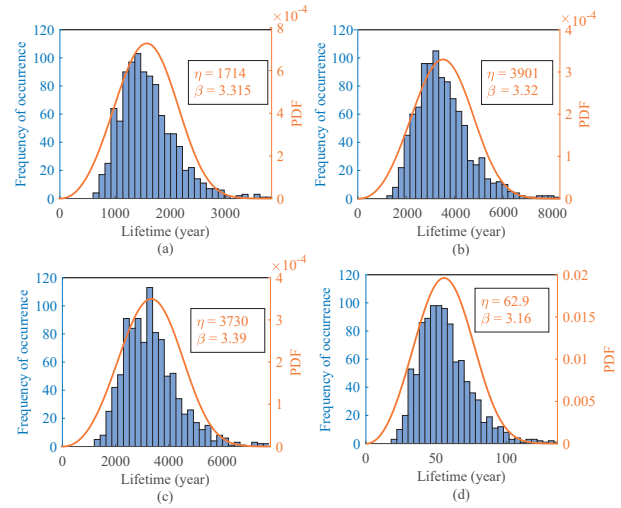 ×10⁻⁴
120
100
80
60
40
20
0
Frequency of occurrence
η = 1714
β = 3.315
8
6
4
2
0
PDF
0
1000
2000
3000
Lifetime (year)
(a)
×10⁻⁴
120
100
80
60
40
20
0
Frequency of occurrence
η = 3901
β = 3.32
4
3
2
1
0
PDF
0
2000
4000
6000
8000
Lifetime (year)
(b)
×10⁻⁴
120
100
80
60
40
20
0
Frequency of occurrence
η = 3730
β = 3.39
4
3
2
1
0
PDF
0
2000
4000
6000
Lifetime (year)
(c)
120
100
80
60
40
20
0
Frequency of occurrence
η = 62.9
β = 3.16
0.02
0.015
0.01
0.005
0
PDF
0
50
100
Lifetime (year)
(d)